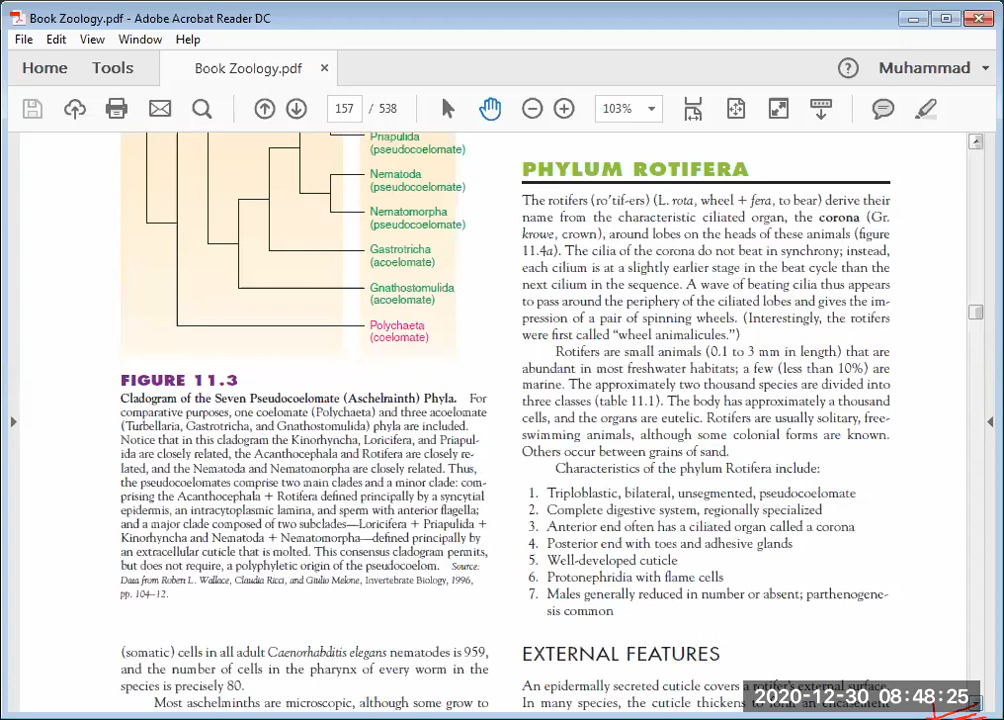 Book Zoology.pdf - Adobe Acrobat Reader DC
File Edit View Window Help
Home Tools Book Zoology.pdf × Muhammad
157 / 538 103%
Priapulida
(pseudocoelomate)
Nematoda
(pseudocoelomate)
Nematomorpha
(pseudocoelomate)
Gastrotricha
(acoelomate)
Gnathostomulida
(acoelomate)
Polychaeta
(coelomate)
FIGURE 11.3
Cladogram of the Seven Pseudocoelomate (Aschelrainth) Phyla. For
comparative purposes, one coelomate (Polychaeta) and three acoelomate
(Turbellaria, Gastrotricha, and Gnathostomulida) phyla are included.
Notice that in this cladogram the Kinorhyncha, Loricifera, and Priapul-
ida are closely related, the Acanthocephala and Rotifera are closely re-
lated, and the Nematoda and Nematomorpha are closely related. Thus,
the pseudocoelomates comprise two main clades and a minor clade: com-
prising the Acanthocephala + Rotifera defined principally by a syncytial
epidermis, an intracytoplasmic lamina, and sperm with anterior flagella;
and a major clade composed of two subclades—Loricifera + Priapulida +
Kinorhyncha and Nematoda + Nematomorpha—defined principally by
an extracellular cuticle that is molted. This consensus cladogram permits,
but does not require, a polyphyletic origin of the pseudocoelom. Source:
Data from Robert L. Wallace, Claudia Ricci, and Giulio Melone, Invertebrate Biology, 1996,
pp. 104–12.
(somatic) cells in all adult Caenorhabditis elegans nematodes is 959,
and the number of cells in the pharynx of every worm in the
species is precisely 80.
Most aschelminths are microscopic, although some grow to
PHYLUM ROTIFERA
The rotifers (ro′tif-ers) (L. rota, wheel + fera, to bear) derive their
name from the characteristic ciliated organ, the corona (Gr.
krowe, crown), around lobes on the heads of these animals (figure
11.4a). The cilia of the corona do not beat in synchrony; instead,
each cilium is at a slightly earlier stage in the beat cycle than the
next cilium in the sequence. A wave of beating cilia thus appears
to pass around the periphery of the ciliated lobes and gives the im-
pression of a pair of spinning wheels. (Interestingly, the rotifers
were first called “wheel animalicules.”)
Rotifers are small animals (0.1 to 3 mm in length) that are
abundant in most freshwater habitats; a few (less than 10%) are
marine. The approximately two thousand species are divided into
three classes (table 11.1). The body has approximately a thousand
cells, and the organs are eutelic. Rotifers are usually solitary, free-
swimming animals, although some colonial forms are known.
Others occur between grains of sand.
Characteristics of the phylum Rotifera include:
1. Triploblastic, bilateral, unsegmented, pseudocoelomate
2. Complete digestive system, regionally specialized
3. Anterior end often has a ciliated organ called a corona
4. Posterior end with toes and adhesive glands
5. Well-developed cuticle
6. Protonephridia with flame cells
7. Males generally reduced in number or absent; parthenogene-
sis common
EXTERNAL FEATURES
An epidermally secreted cuticle covers a rotifer's external surface.
In many species, the cuticle thickens to form an encasement
2020-12-30 08:48:25